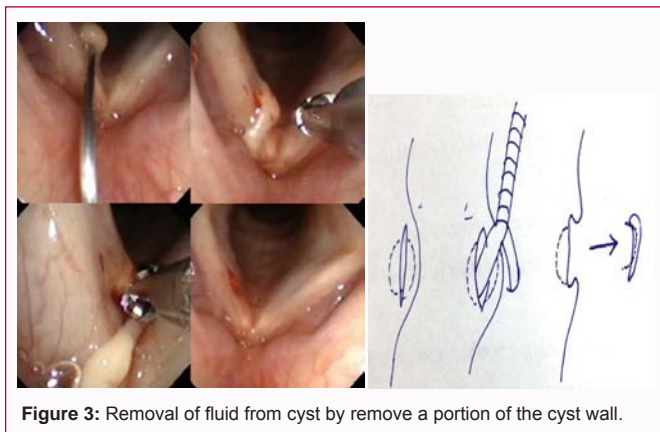 Figure 3: Removal of fluid from cyst by remove a portion of the cyst wall.